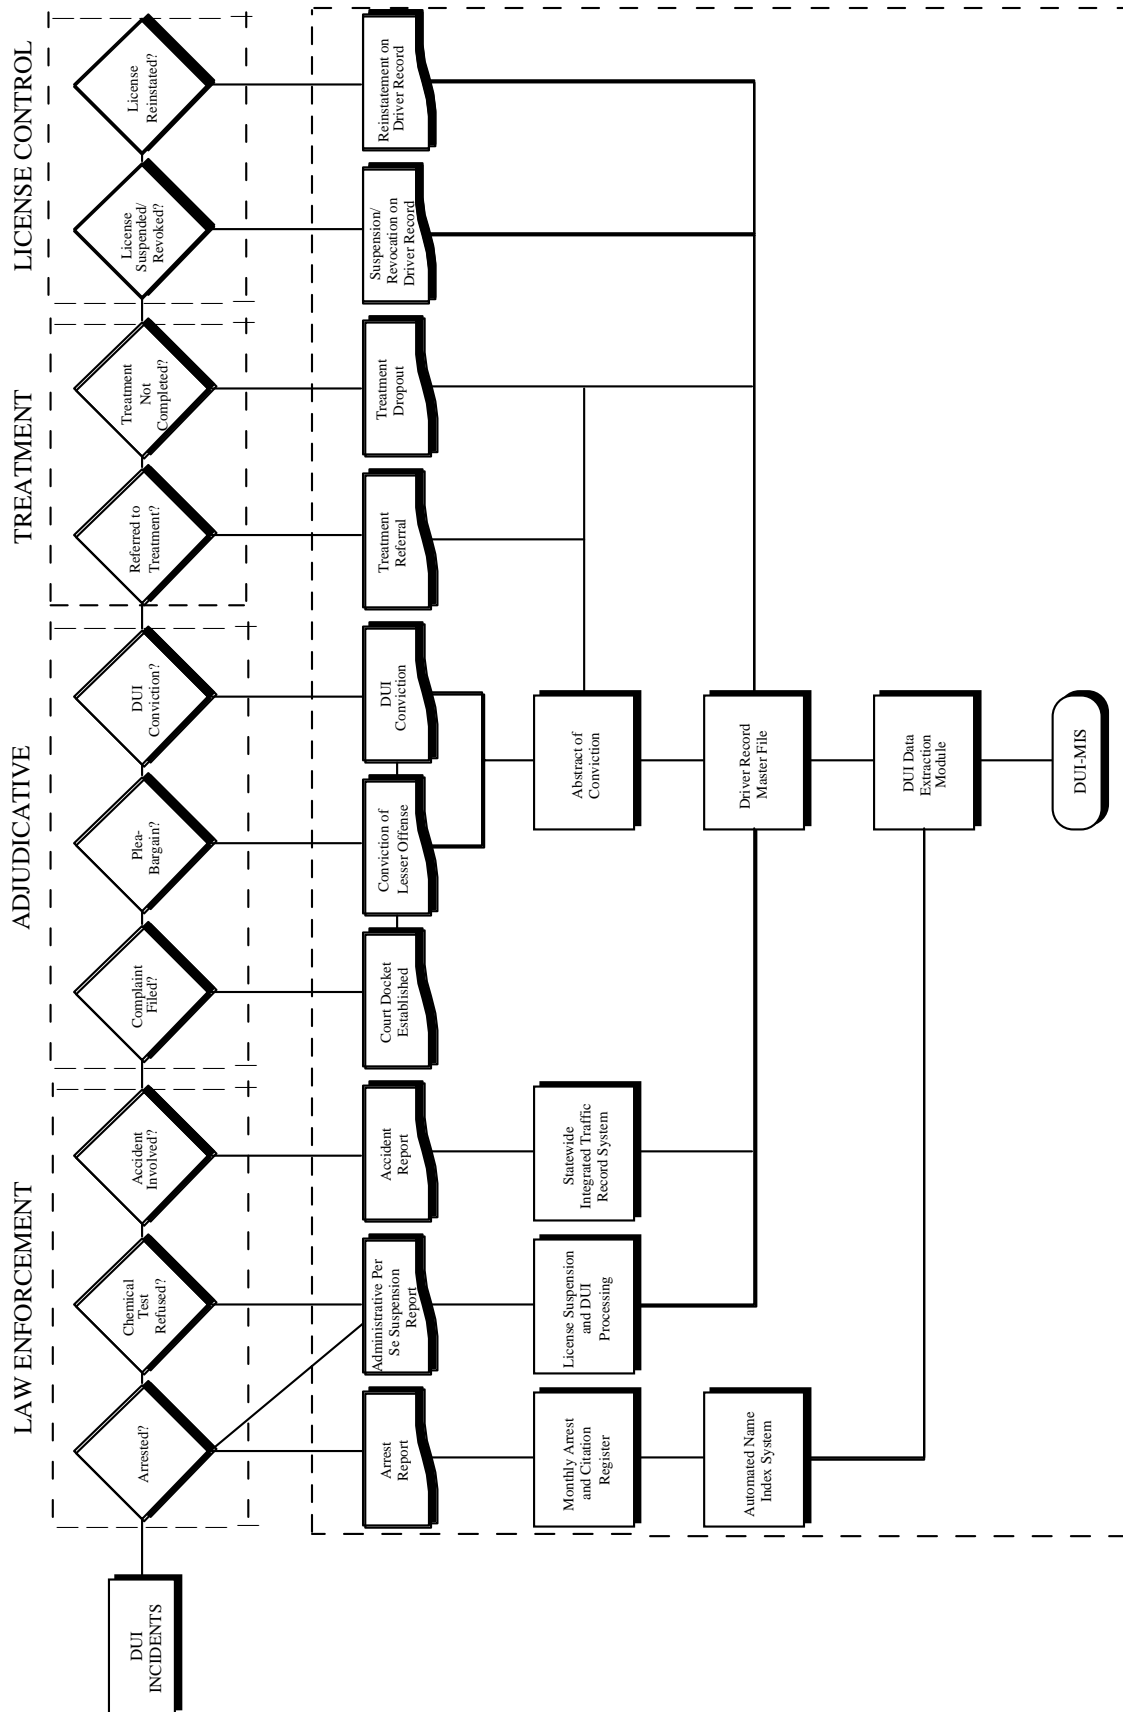 LAW ENFORCEMENT
ADJUDICATIVE
TREATMENT
LICENSE CONTROL
DUI
INCIDENTS
Arrested?
Chemical
Test
Refused?
Accident
Involved?
Complaint
Filed?
Plea-
Bargain?
DUI
Conviction?
Referred to
Treatment?
Treatment
Not
Completed?
License
Suspended/
Revoked?
License
Reinstated?
Arrest
Report
Administrative Per
Se Suspension
Report
Accident
Report
Court Docket
Established
Conviction of
Lesser Offense
DUI
Conviction
Treatment
Referral
Treatment
Dropout
Suspension/
Revocation on
Driver Record
Reinstatement on
Driver Record
Monthly Arrest
and Citation
Register
License Suspension
and DUI
Processing
Statewide
Integrated Traffic
Record System
Abstract of
Conviction
Automated Name
Index System
Driver Record
Master File
DUI Data
Extraction
Module
DUI-MIS